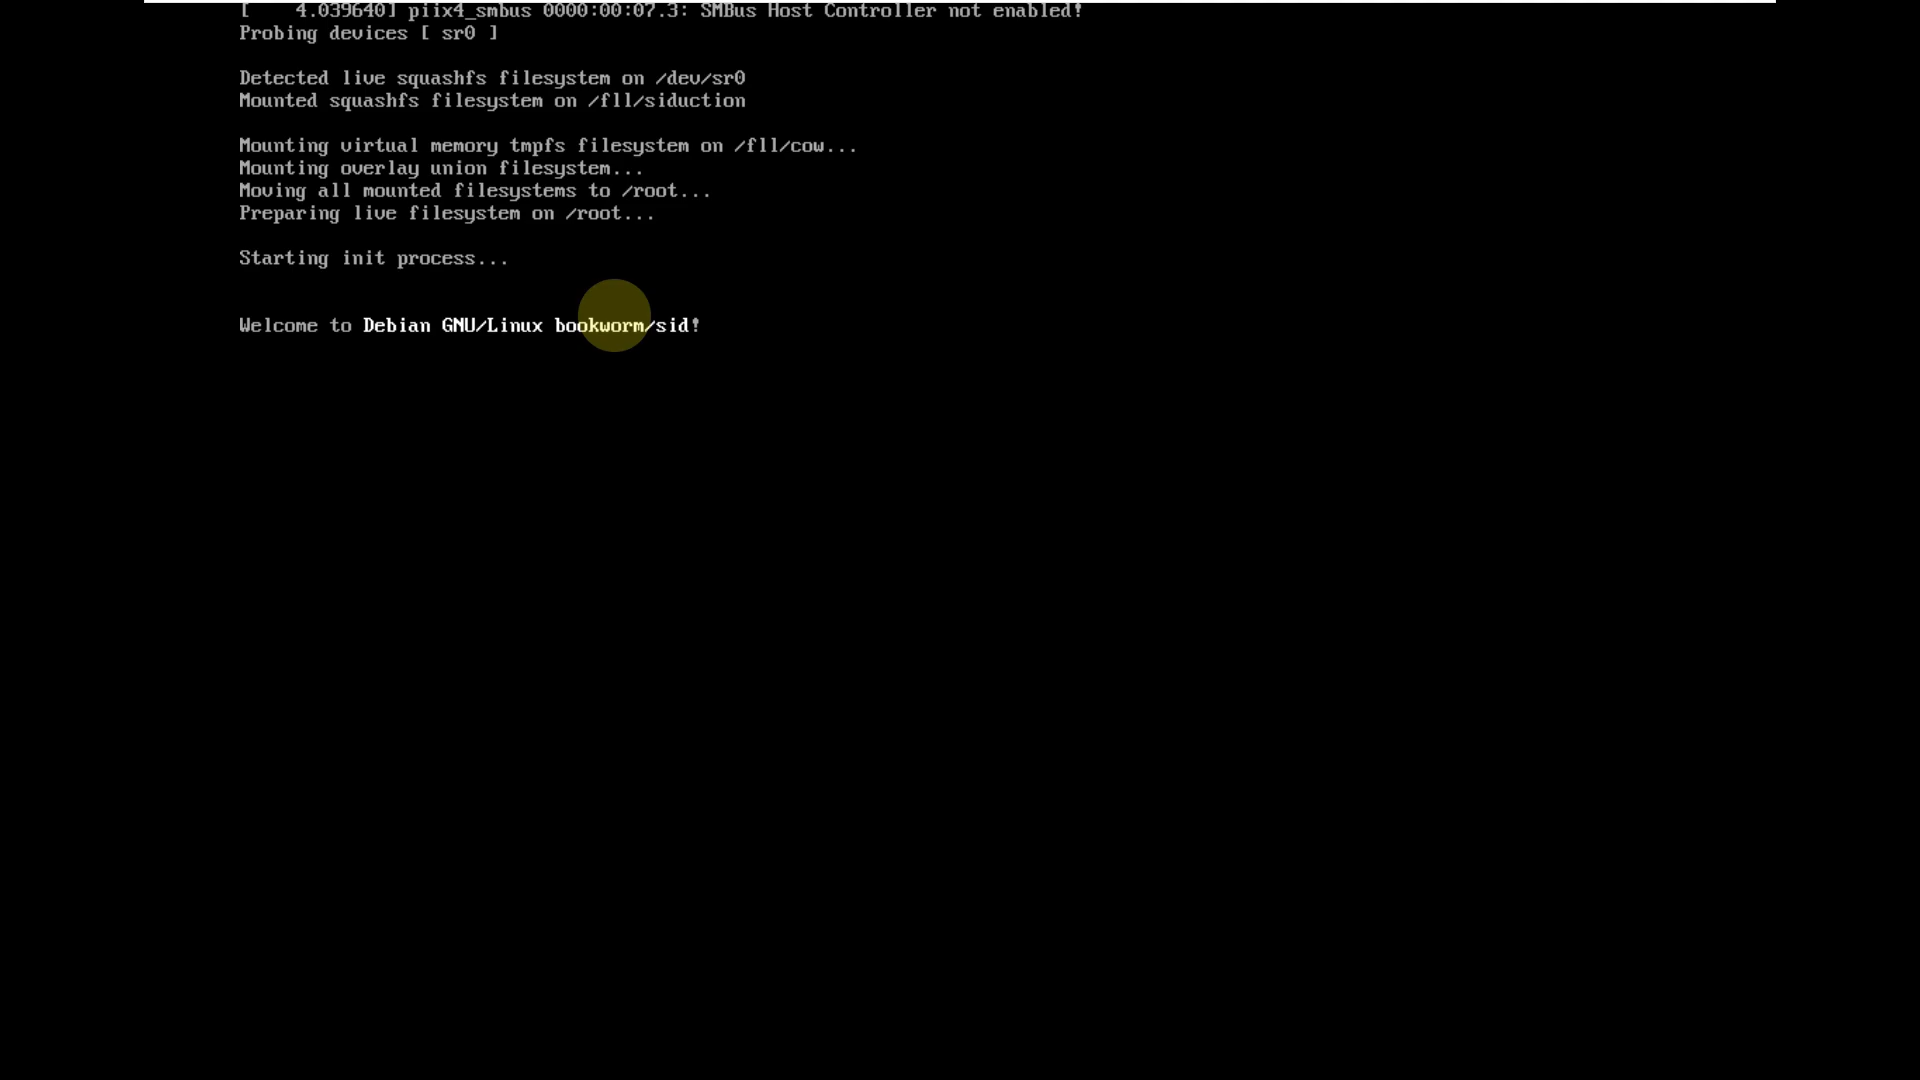 [    4.039640] piix4_smbus 0000:00:07.3: SMBus Host Controller not enabled!
Probing devices [ sr0 ]
Detected live squashfs filesystem on /dev/sr0
Mounted squashfs filesystem on /fll/siduction
Mounting virtual memory tmpfs filesystem on /fll/cow...
Mounting overlay union filesystem...
Moving all mounted filesystems to /root...
Preparing live filesystem on /root...
Starting init process...
Welcome to Debian GNU/Linux bookworm/sid!